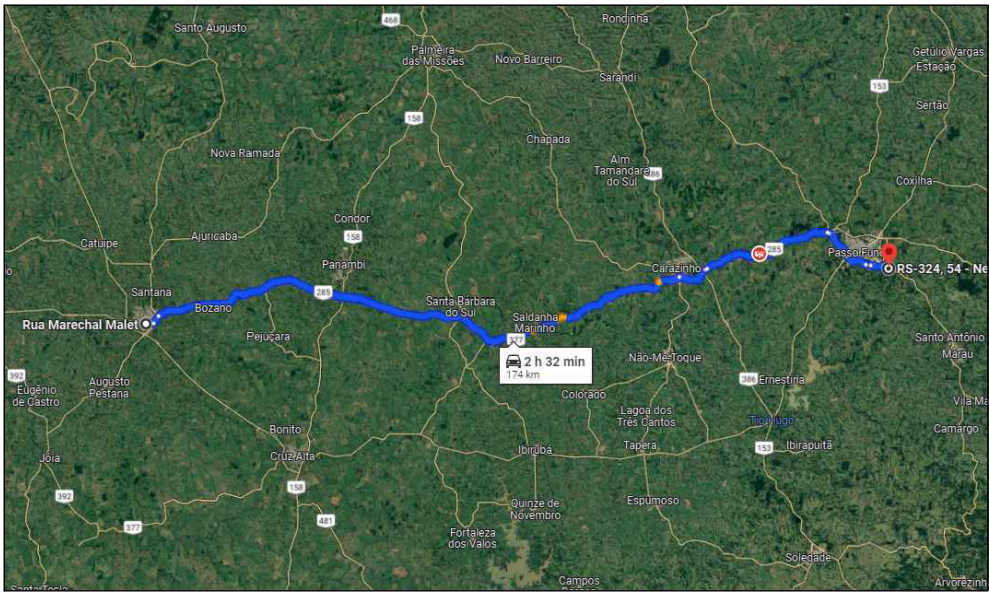 Santo Augusto
468
Rondinha
Palmeira
das Missões
Novo Barreiro
Getúlio Vargas
Estação
Sarandi
153
Sertão
158
Chapada
Nova Ramada
Alm
Tamandaré
do Sul
386
Coxilha
Condor
158
Catuipe
Ajuricaba
285
Passo Fun
Panambi
Carazinho
RS-324, 54 - Ne
Santana
285
Bozano
Santa Barbara
do Sul
Rua Marechal Malet
Saldanha
Marinho
Pejuçara
377
Santo Antônio
Marau
2 h 32 min
174 km
Não-Me-Toque
392
Eugênio
de Castro
Augusto
Pestana
386
Ernestina
Colorado
Vila Ma
Lagoa dos
Três Cantos
Tio Hugo
Camargo
Bonito
Tapera
153
Ibirapuitã
Ibirubá
Cruz Alta
Jóia
158
392
Espumoso
Quinze de
Novembro
377
481
Fortaleza
dos Valos
Soledade
Campos
Arvorezinh